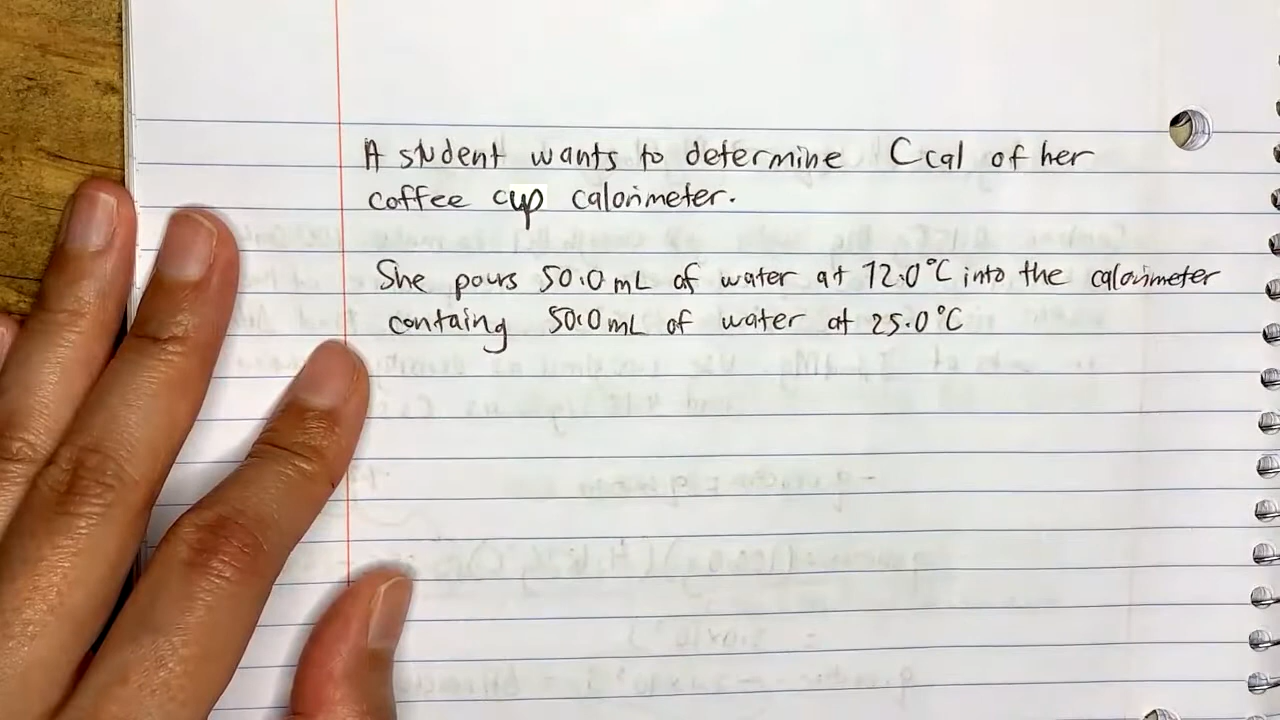 A student wants to determine Ccal of her
coffee cup calorimeter.
She pours 50.0 mL of water at 72.0°C into the calorimeter
containg 50.0 mL of water at 25.0°C